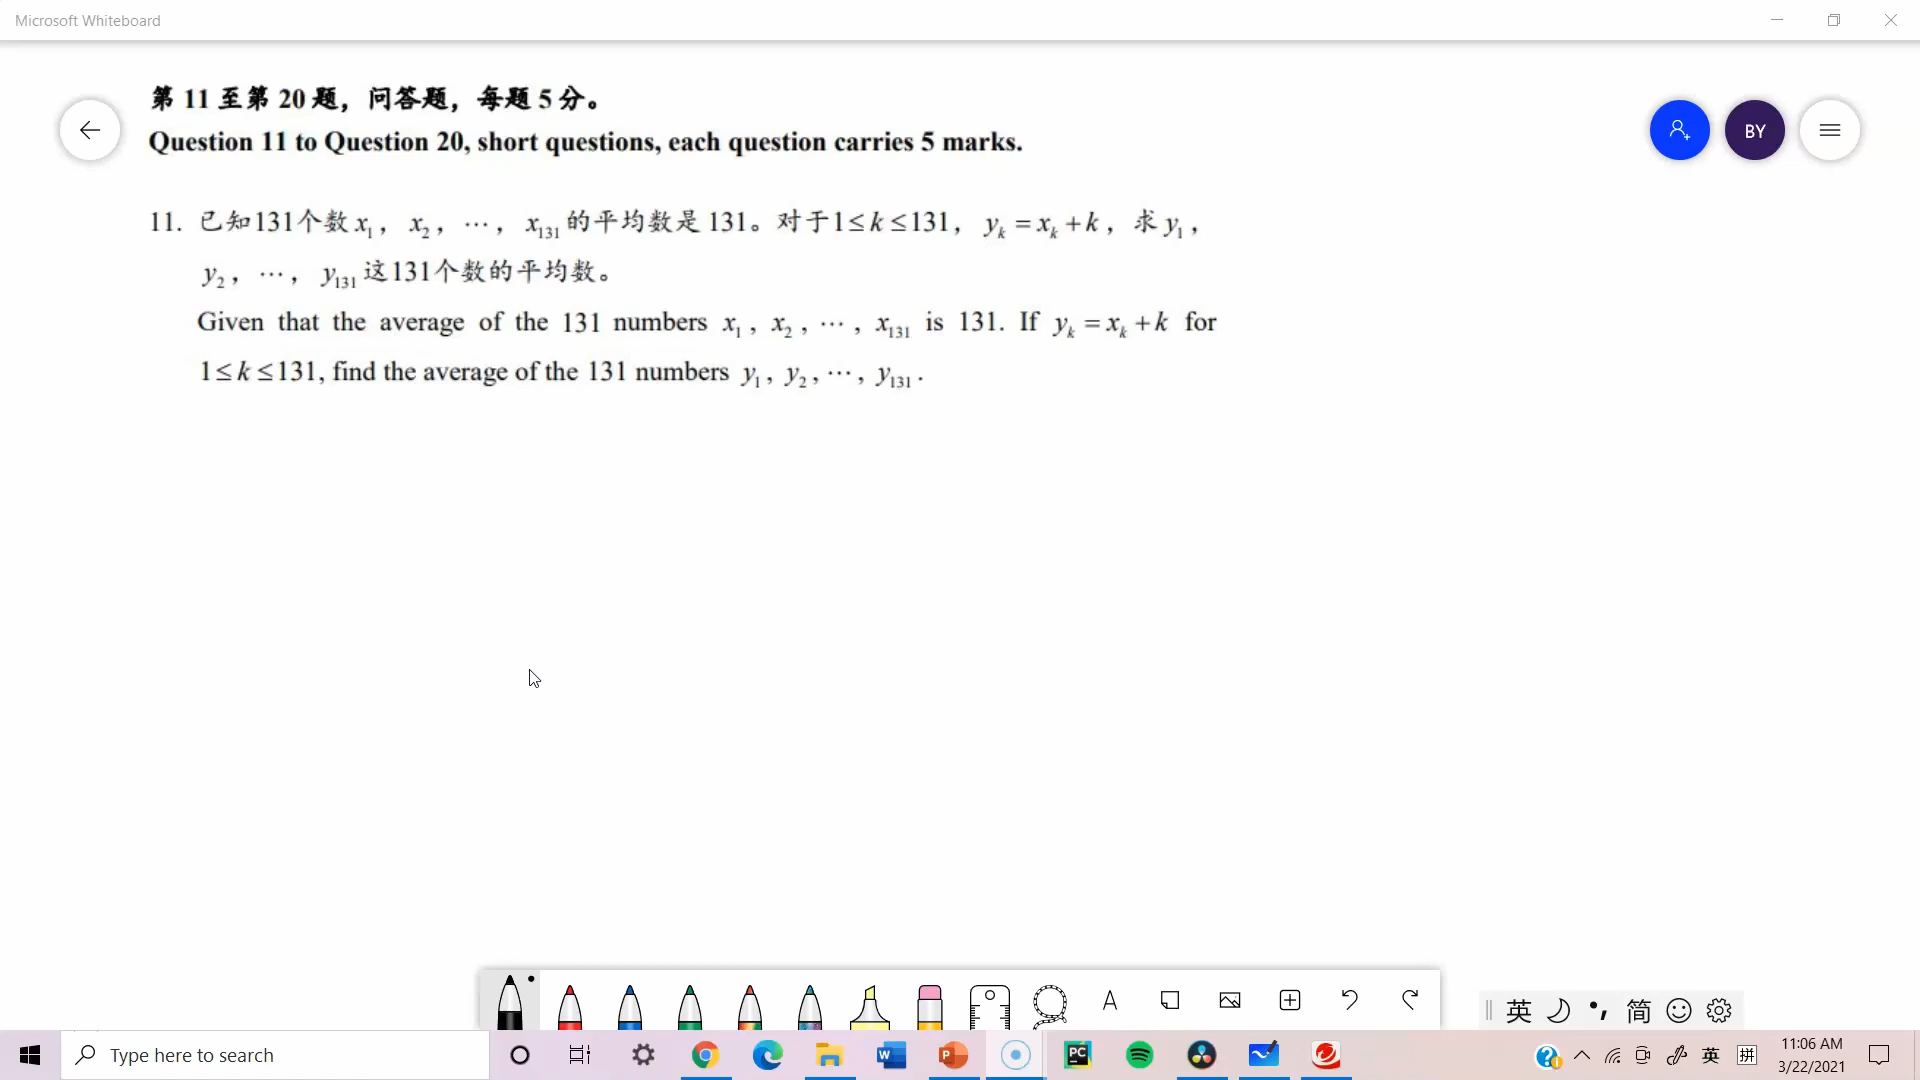 Microsoft Whiteboard
第 11 至第 20 题，问答题，每题 5 分。
Question 11 to Question 20, short questions, each question carries 5 marks.
BY
11. 已知131个数 x₁， x₂， ⋯， x₁₃₁ 的平均数是 131。对于1≤k≤131， yₖ = xₖ + k， 求 y₁，
y₂， ⋯， y₁₃₁ 这131个数的平均数。
Given that the average of the 131 numbers x₁, x₂, ⋯, x₁₃₁ is 131. If yₖ = xₖ + k for
1≤k≤131, find the average of the 131 numbers y₁, y₂, ⋯, y₁₃₁.
A
英 简
Type here to search
W
P
PC
英 拼
11:06 AM
3/22/2021